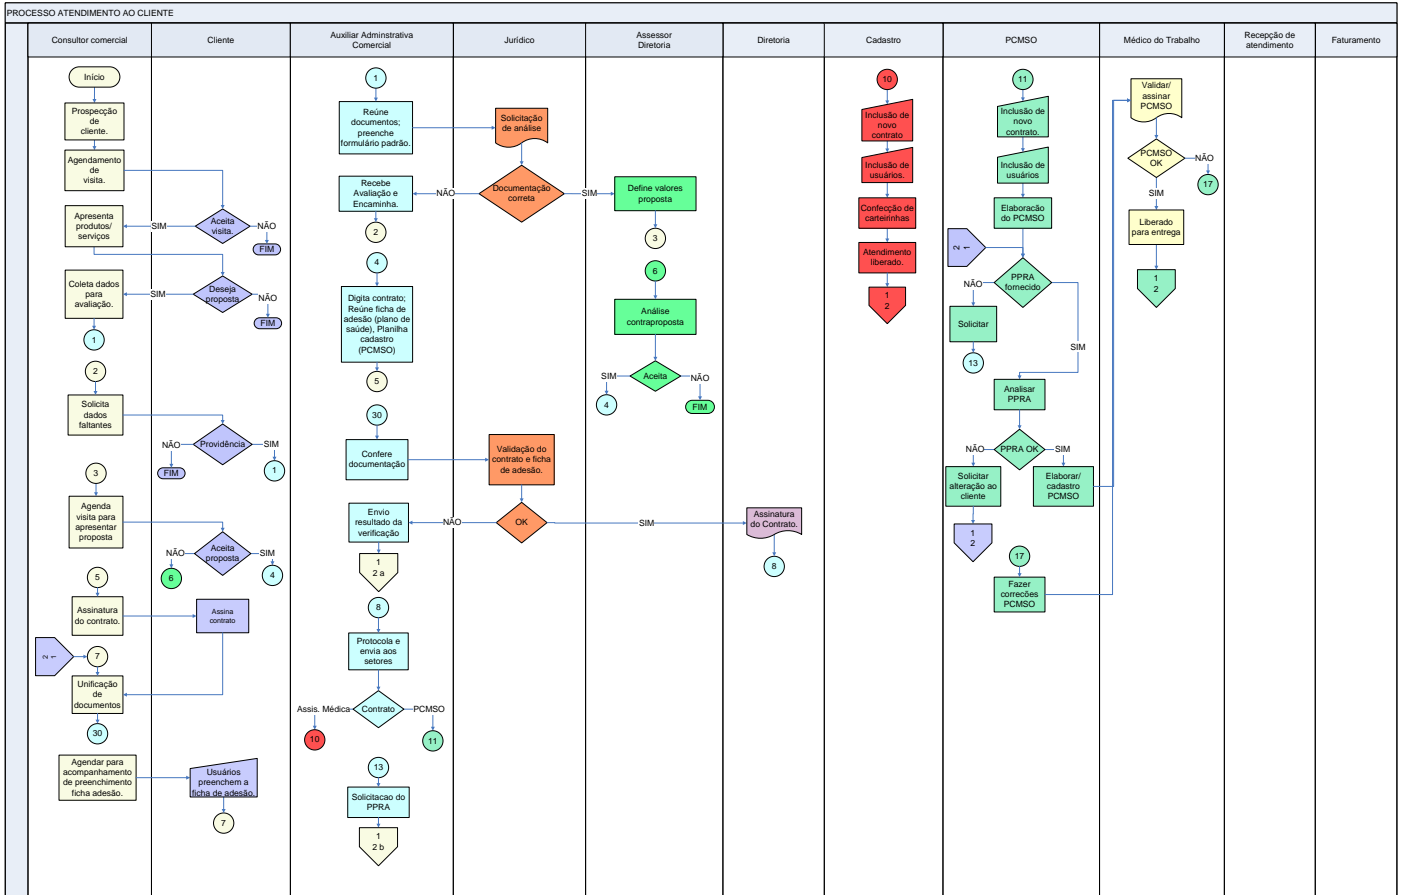 PROCESSO ATENDIMENTO AO CLIENTE
Consultor comercial
Cliente
Auxiliar Adminstrativa
Comercial
Jurídico
Assessor
Diretoria
Diretoria
Cadastro
PCMSO
Médico do Trabalho
Recepção de
atendimento
Faturamento
Início
Prospecção
de
cliente.
Agendamento
de
visita.
Apresenta
produtos/
serviços
SIM
Aceita
visita.
NÃO
FIM
Coleta dados
para
avaliação.
SIM
Deseja
proposta
NÃO
FIM
1
2
Solicita
dados
faltantes
NÃO
Providência
SIM
FIM
1
3
Agenda
visita para
apresentar
proposta
NÃO
Aceita
proposta
SIM
6
4
5
Assinatura
do contrato.
Assina
contrato
2
1
7
Unificação
de
documentos
30
Agendar para
acompanhamento
de preenchimento
ficha adesão.
Usuários
preenchem a
ficha de adesão.
7
1
Reúne
documentos;
preenche
formulário padrão.
Solicitação
de análise
Recebe
Avaliação e
Encaminha.
NÃO
Documentação
correta
SIM
Define valores
proposta
2
3
4
Digita contrato;
Reúne ficha de
adesão (plano de
saúde), Planilha
cadastro
(PCMSO)
5
6
Análise
contraproposta
SIM
Aceita
NÃO
4
FIM
30
Confere
documentação
Validação do
contrato e ficha
de adesão.
Envio
resultado da
verificação
NÃO
OK
SIM
Assinatura
do Contrato.
8
1
2 a
8
Protocola e
envia aos
setores
Assis. Médica
Contrato
PCMSO
10
11
13
Solicitacao do
PPRA
1
2 b
10
Inclusão de
novo
contrato
Inclusão de
usuários.
Confecção de
carteirinhas
Atendimento
liberado.
1
2
11
Inclusão de
novo
contrato.
Inclusão de
usuários
Elaboracão
do PCMSO
2
1
PPRA
fornecido
NÃO
Solicitar
13
SIM
Analisar
PPRA
NÃO
PPRA OK
SIM
Solicitar
alteração ao
cliente
Elaborar/
cadastro
PCMSO
1
2
17
Fazer
correcões
PCMSO
Validar/
assinar
PCMSO
PCMSO
OK
NÃO
17
SIM
Liberado
para entrega
1
2